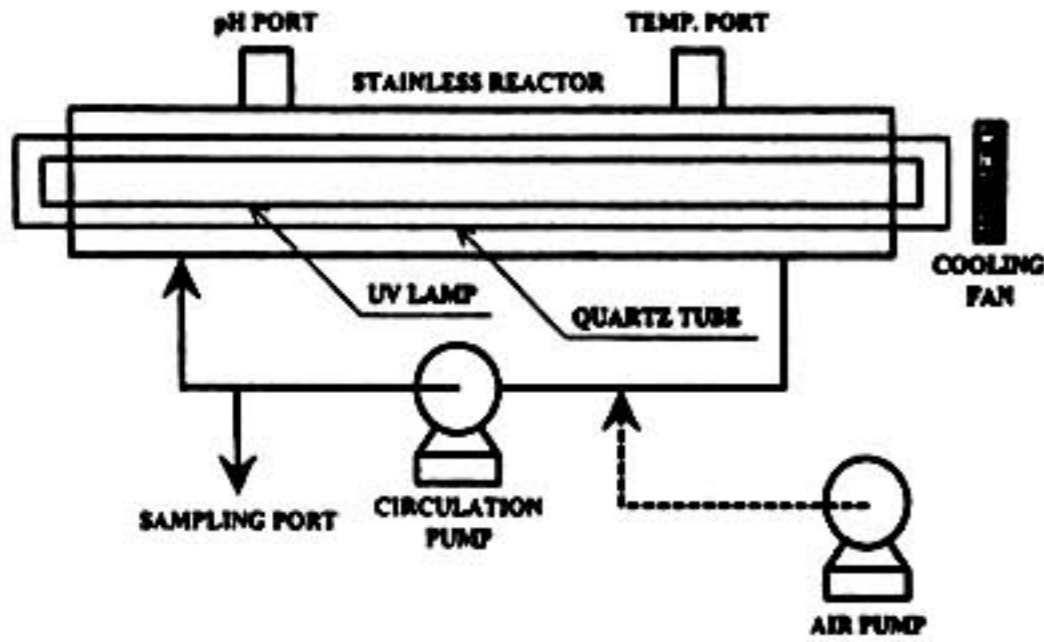 pH PORT
TEMP. PORT
STAINLESS REACTOR
COOLING
FAN
UV LAMP
QUARTZ TUBE
SAMPLING PORT
CIRCULATION
PUMP
AIR PUMP